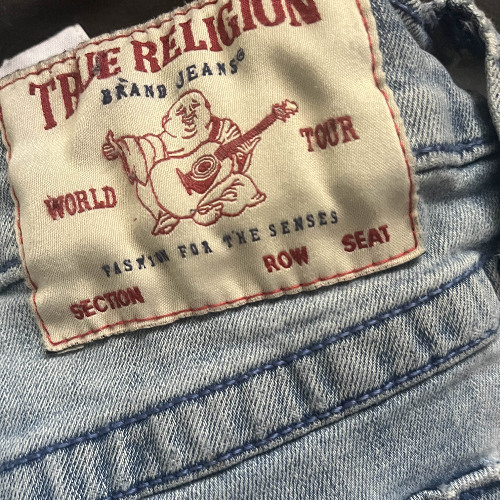 TRUE RELIGION
BRAND JEANS®
WORLD TOUR
FASHION FOR THE SENSES
SECTION ROW SEAT